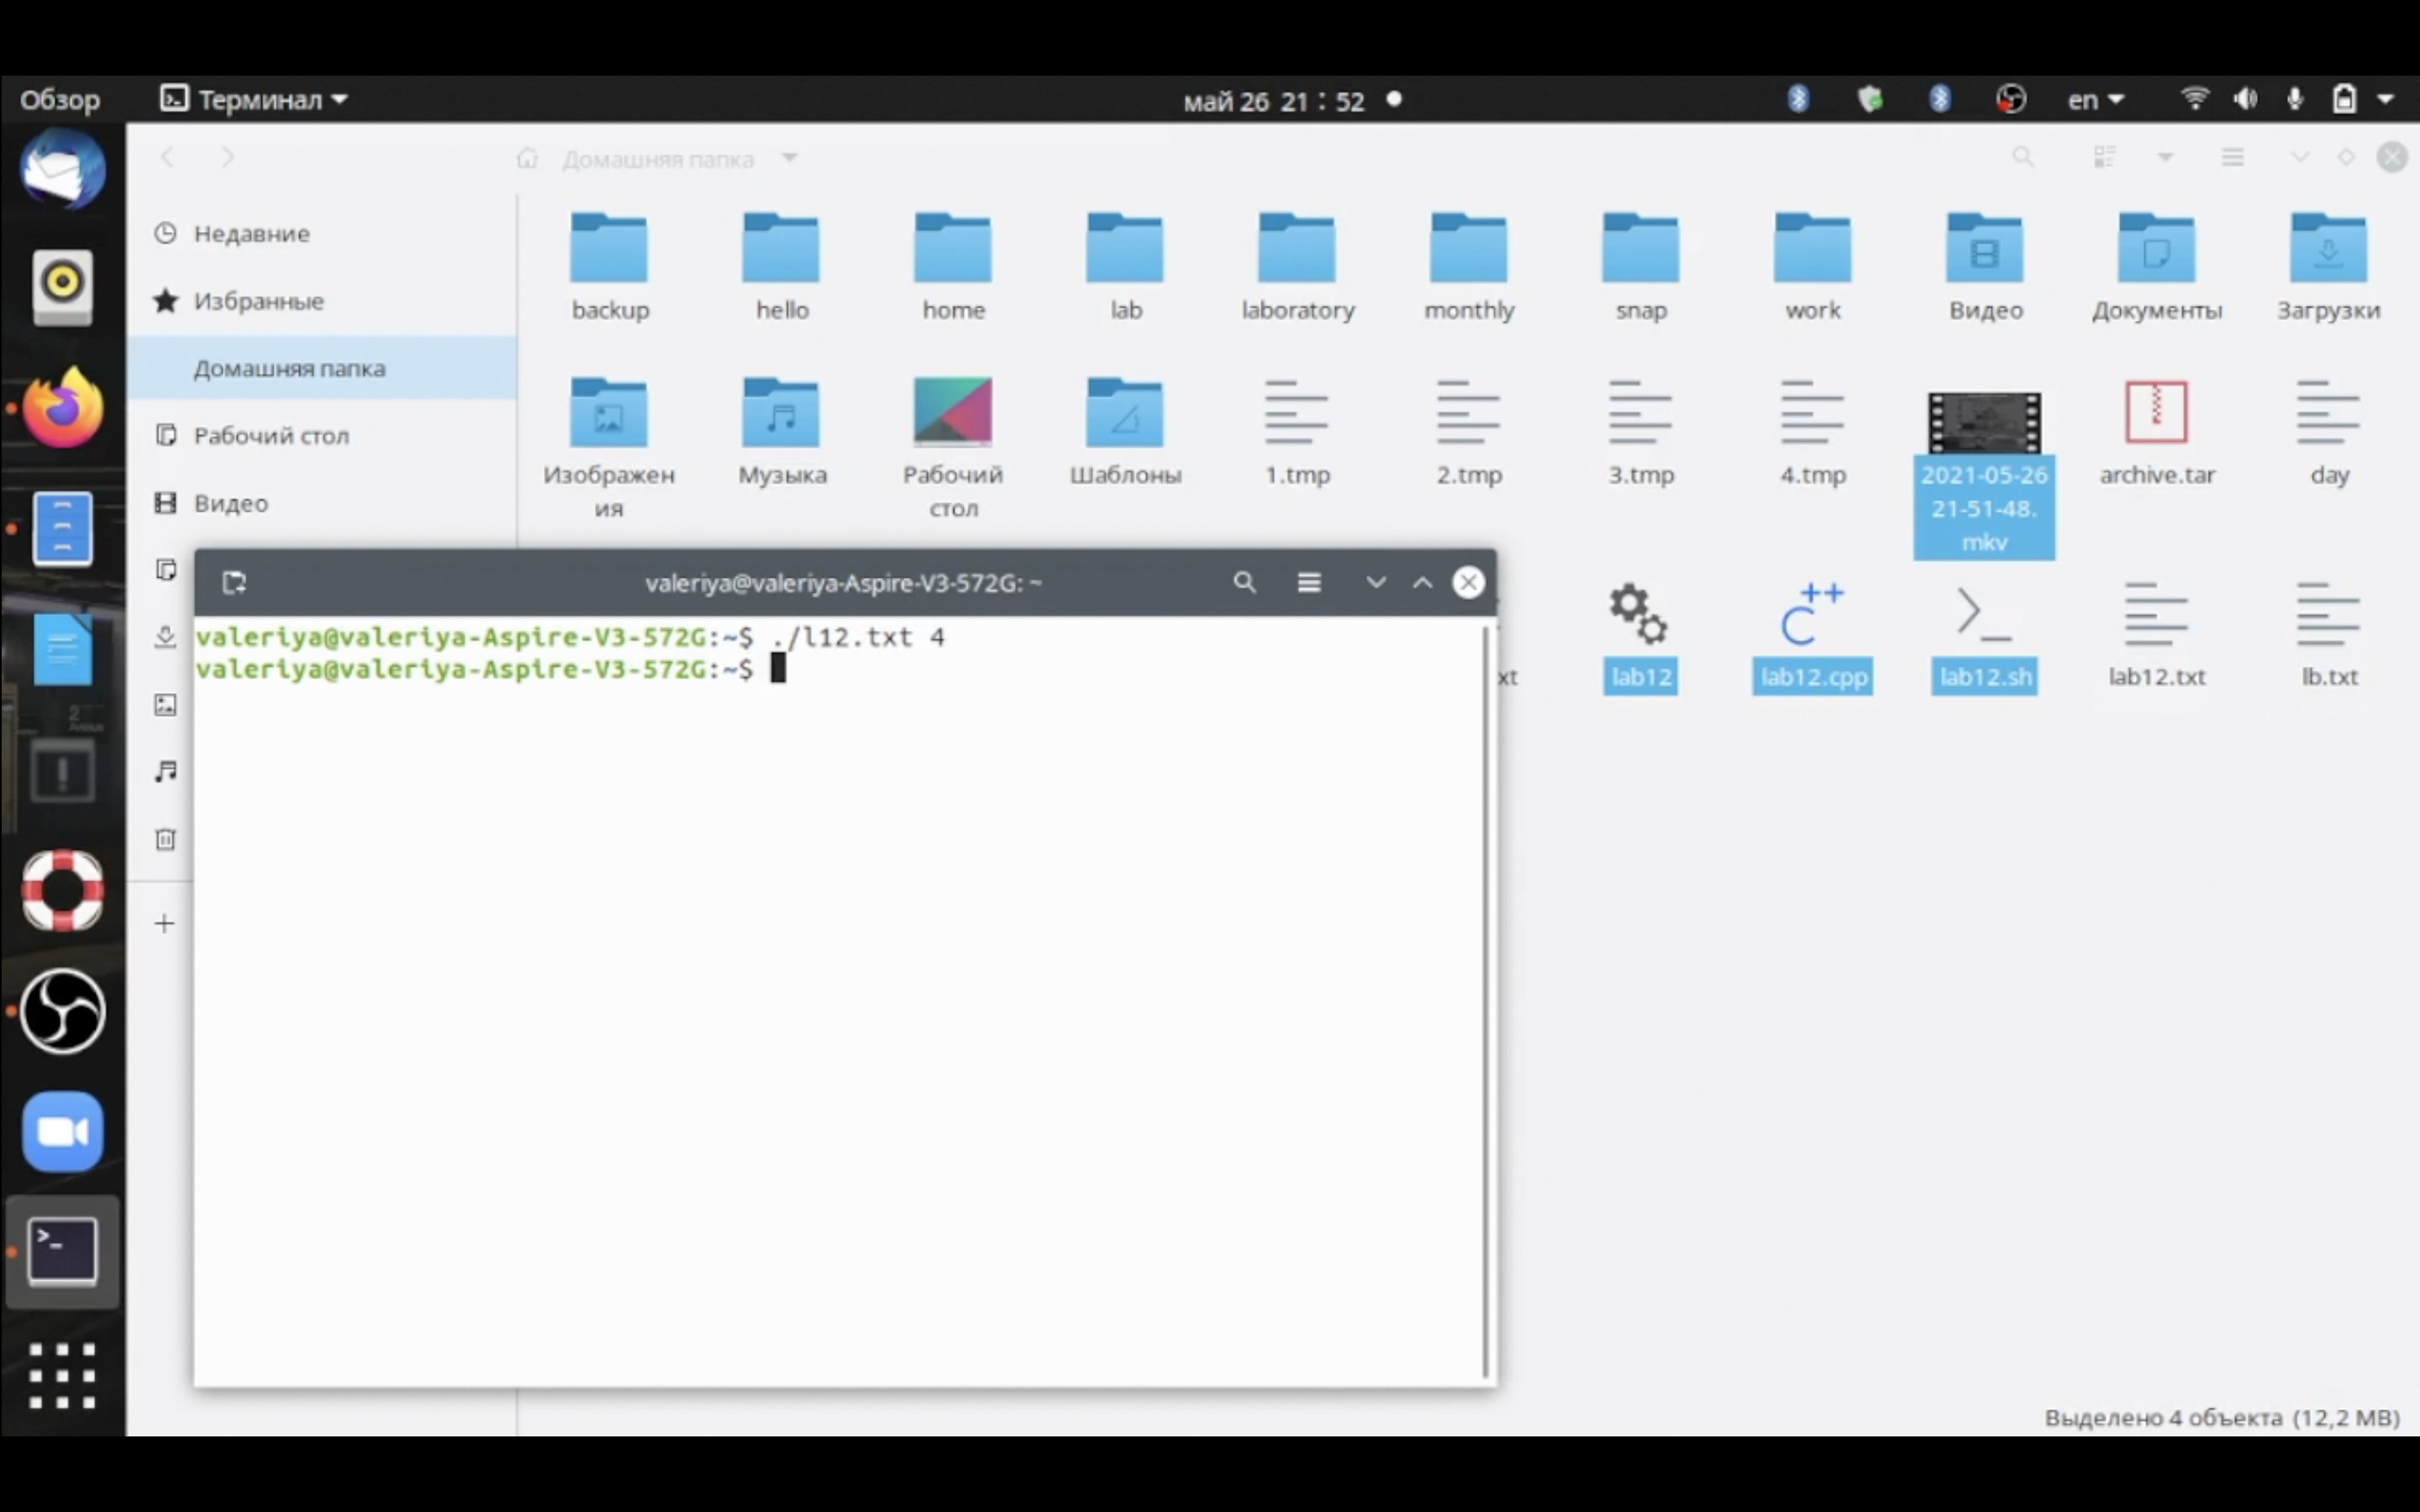 Обзор
Терминал
май 26 21:52
en
Домашняя папка
Недавние
Избранные
Домашняя папка
Рабочий стол
Видео
backup
hello
home
lab
laboratory
monthly
snap
work
Видео
Документы
Загрузки
Изображен
ия
Музыка
Рабочий
стол
Шаблоны
1.tmp
2.tmp
3.tmp
4.tmp
2021-05-26
21-51-48.
mkv
archive.tar
day
xt
lab12
lab12.cpp
lab12.sh
lab12.txt
lb.txt
valeriya@valeriya-Aspire-V3-572G: ~
valeriya@valeriya-Aspire-V3-572G:~$ ./l12.txt 4
valeriya@valeriya-Aspire-V3-572G:~$
Выделено 4 объекта (12,2 MB)